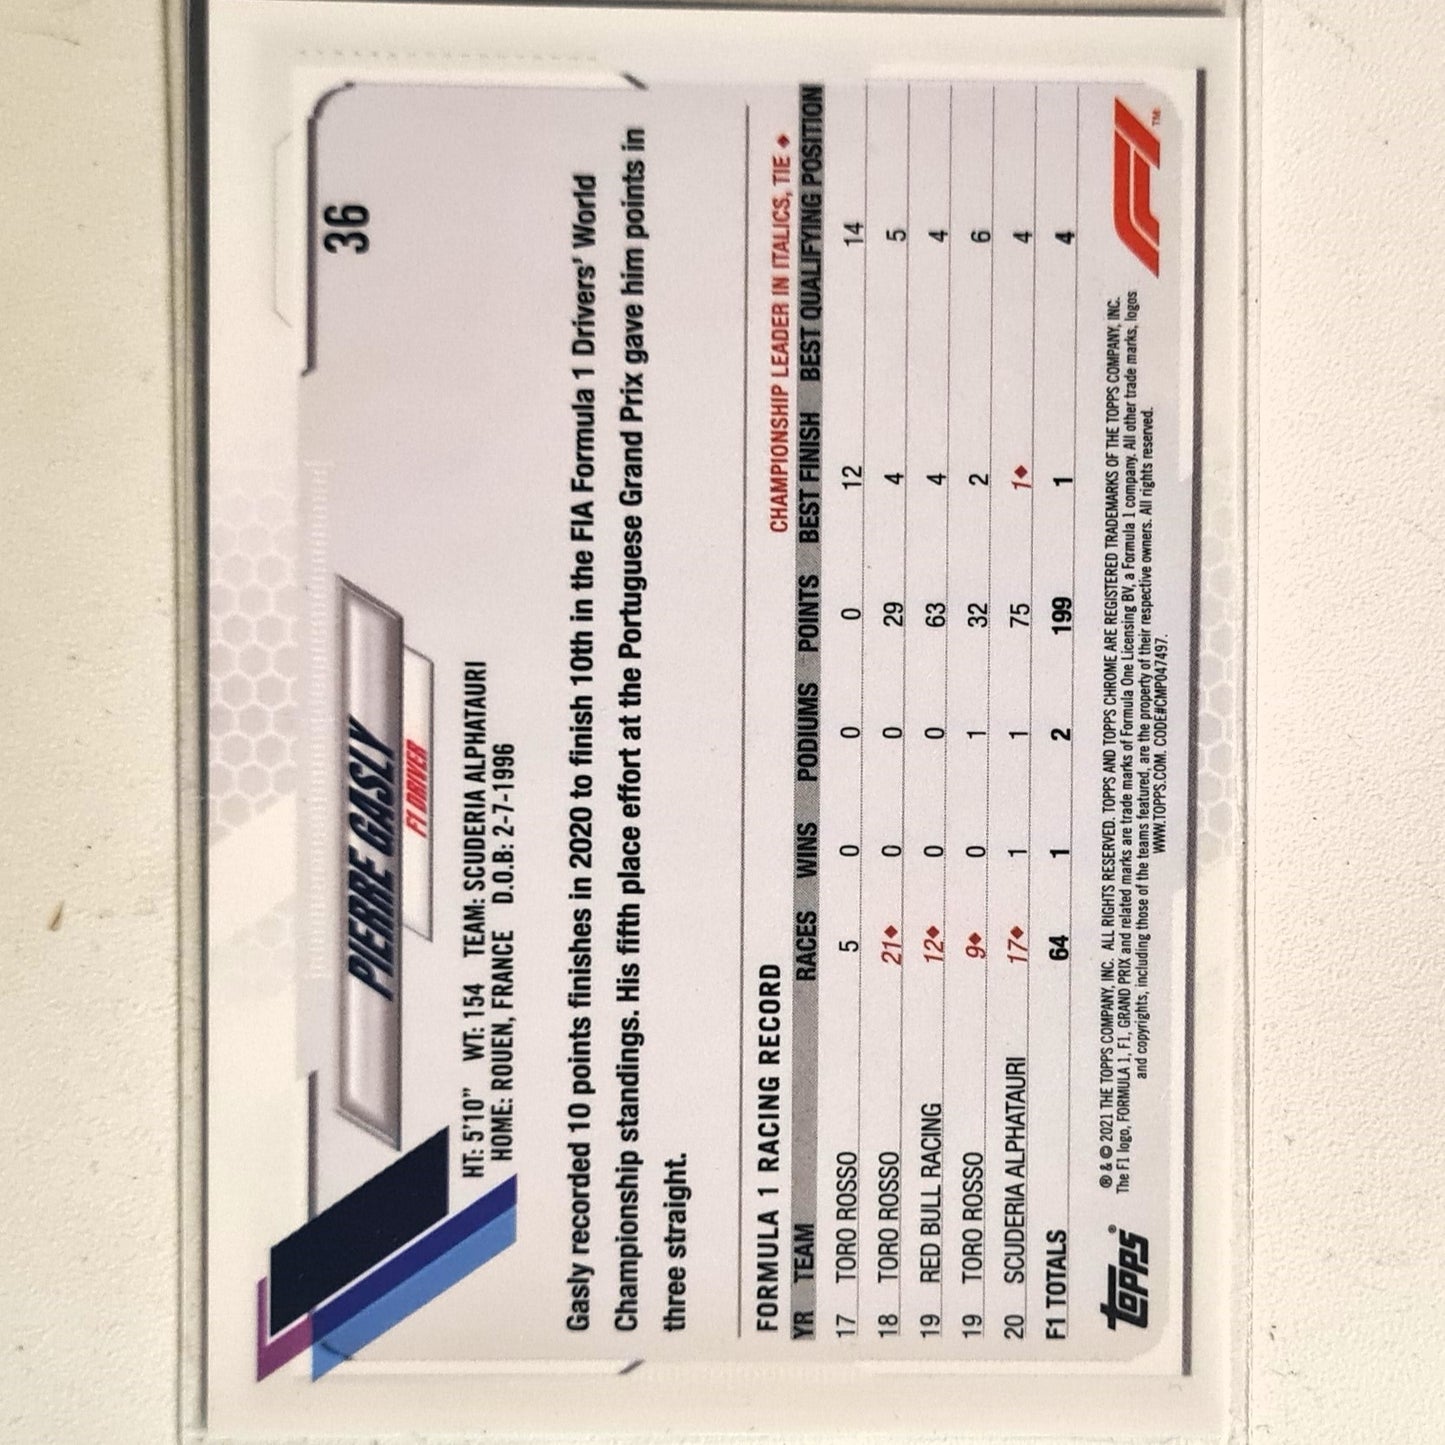 36
PIERRE GASLY
F1 DRIVER
HT: 5'10" WT: 154 TEAM: SCUDERIA ALPHATAURI
HOME: ROUEN, FRANCE D.O.B: 2-7-1996
Gasly recorded 10 points finishes in 2020 to finish 10th in the FIA Formula 1 Drivers' World
Championship standings. His fifth place effort at the Portuguese Grand Prix gave him points in
three straight.
FORMULA 1 RACING RECORD CHAMPIONSHIP LEADER IN ITALICS, TIE ♦
YR TEAM RACES WINS PODIUMS POINTS BEST FINISH BEST QUALIFYING POSITION
17 TORO ROSSO 5 0 0 0 12 14
18 TORO ROSSO 21♦ 0 0 29 4 5
19 RED BULL RACING 12♦ 0 0 63 4 4
19 TORO ROSSO 9♦ 0 1 32 2 6
20 SCUDERIA ALPHATAURI 17♦ 1 1 75 1♦ 4
F1 TOTALS 64 1 2 199 1 4
topps®
® & © 2021 THE TOPPS COMPANY, INC. ALL RIGHTS RESERVED. TOPPS AND TOPPS CHROME ARE REGISTERED TRADEMARKS OF THE TOPPS COMPANY, INC.
The F1 logo, FORMULA 1, F1, GRAND PRIX and related marks are trade marks of Formula One Licensing BV, a Formula 1 company. All other trade marks, logos
and copyrights, including those of the teams featured, are the property of their respective owners. All rights reserved.
WWW.TOPPS.COM. CODE#CMP047497.
F1™